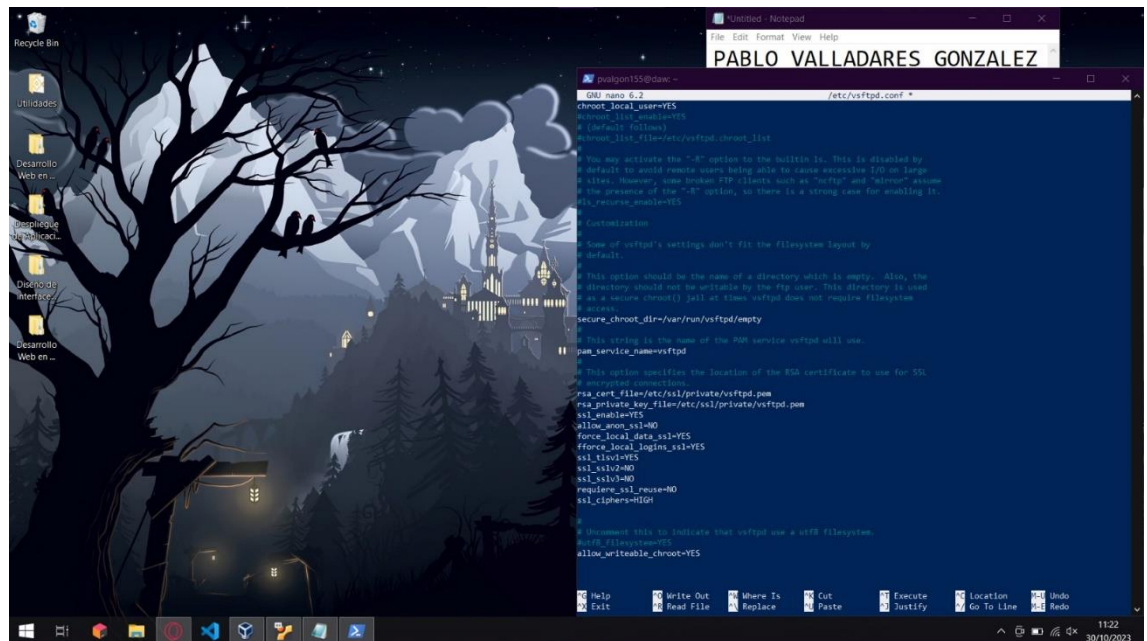 Recycle Bin
Utilidades
Desarrollo
Web en ...
Despliegue
de Aplicaci...
Diseño de
Interface...
Desarrollo
Web en ...
*Untitled - Notepad
File Edit Format View Help
PABLO VALLADARES GONZALEZ
pvalgon155@daw: ~
GNU nano 6.2 /etc/vsftpd.conf *
chroot_local_user=YES
#chroot_list_enable=YES
# (default follows)
#chroot_list_file=/etc/vsftpd.chroot_list
#
# You may activate the "-R" option to the builtin ls. This is disabled by
# default to avoid remote users being able to cause excessive I/O on large
# sites. However, some broken FTP clients such as "ncftp" and "mirror" assume
# the presence of the "-R" option, so there is a strong case for enabling it.
#ls_recurse_enable=YES
#
# Customization
#
# Some of vsftpd's settings don't fit the filesystem layout by
# default.
#
# This option should be the name of a directory which is empty. Also, the
# directory should not be writable by the ftp user. This directory is used
# as a secure chroot() jail at times vsftpd does not require filesystem
# access.
secure_chroot_dir=/var/run/vsftpd/empty
#
# This string is the name of the PAM service vsftpd will use.
pam_service_name=vsftpd
#
# This option specifies the location of the RSA certificate to use for SSL
# encrypted connections.
rsa_cert_file=/etc/ssl/private/vsftpd.pem
rsa_private_key_file=/etc/ssl/private/vsftpd.pem
ssl_enable=YES
allow_anon_ssl=NO
force_local_data_ssl=YES
fforce_local_logins_ssl=YES
ssl_tlsv1=YES
ssl_sslv2=NO
ssl_sslv3=NO
requiere_ssl_reuse=NO
ssl_ciphers=HIGH
#
# Uncomment this to indicate that vsftpd use a utf8 filesystem.
#utf8_filesystem=YES
allow_writeable_chroot=YES
^G Help ^O Write Out ^W Where Is ^K Cut ^T Execute ^C Location M-U Undo
^X Exit ^R Read File ^\ Replace ^U Paste ^J Justify ^/ Go To Line M-E Redo
11:22
30/10/2023